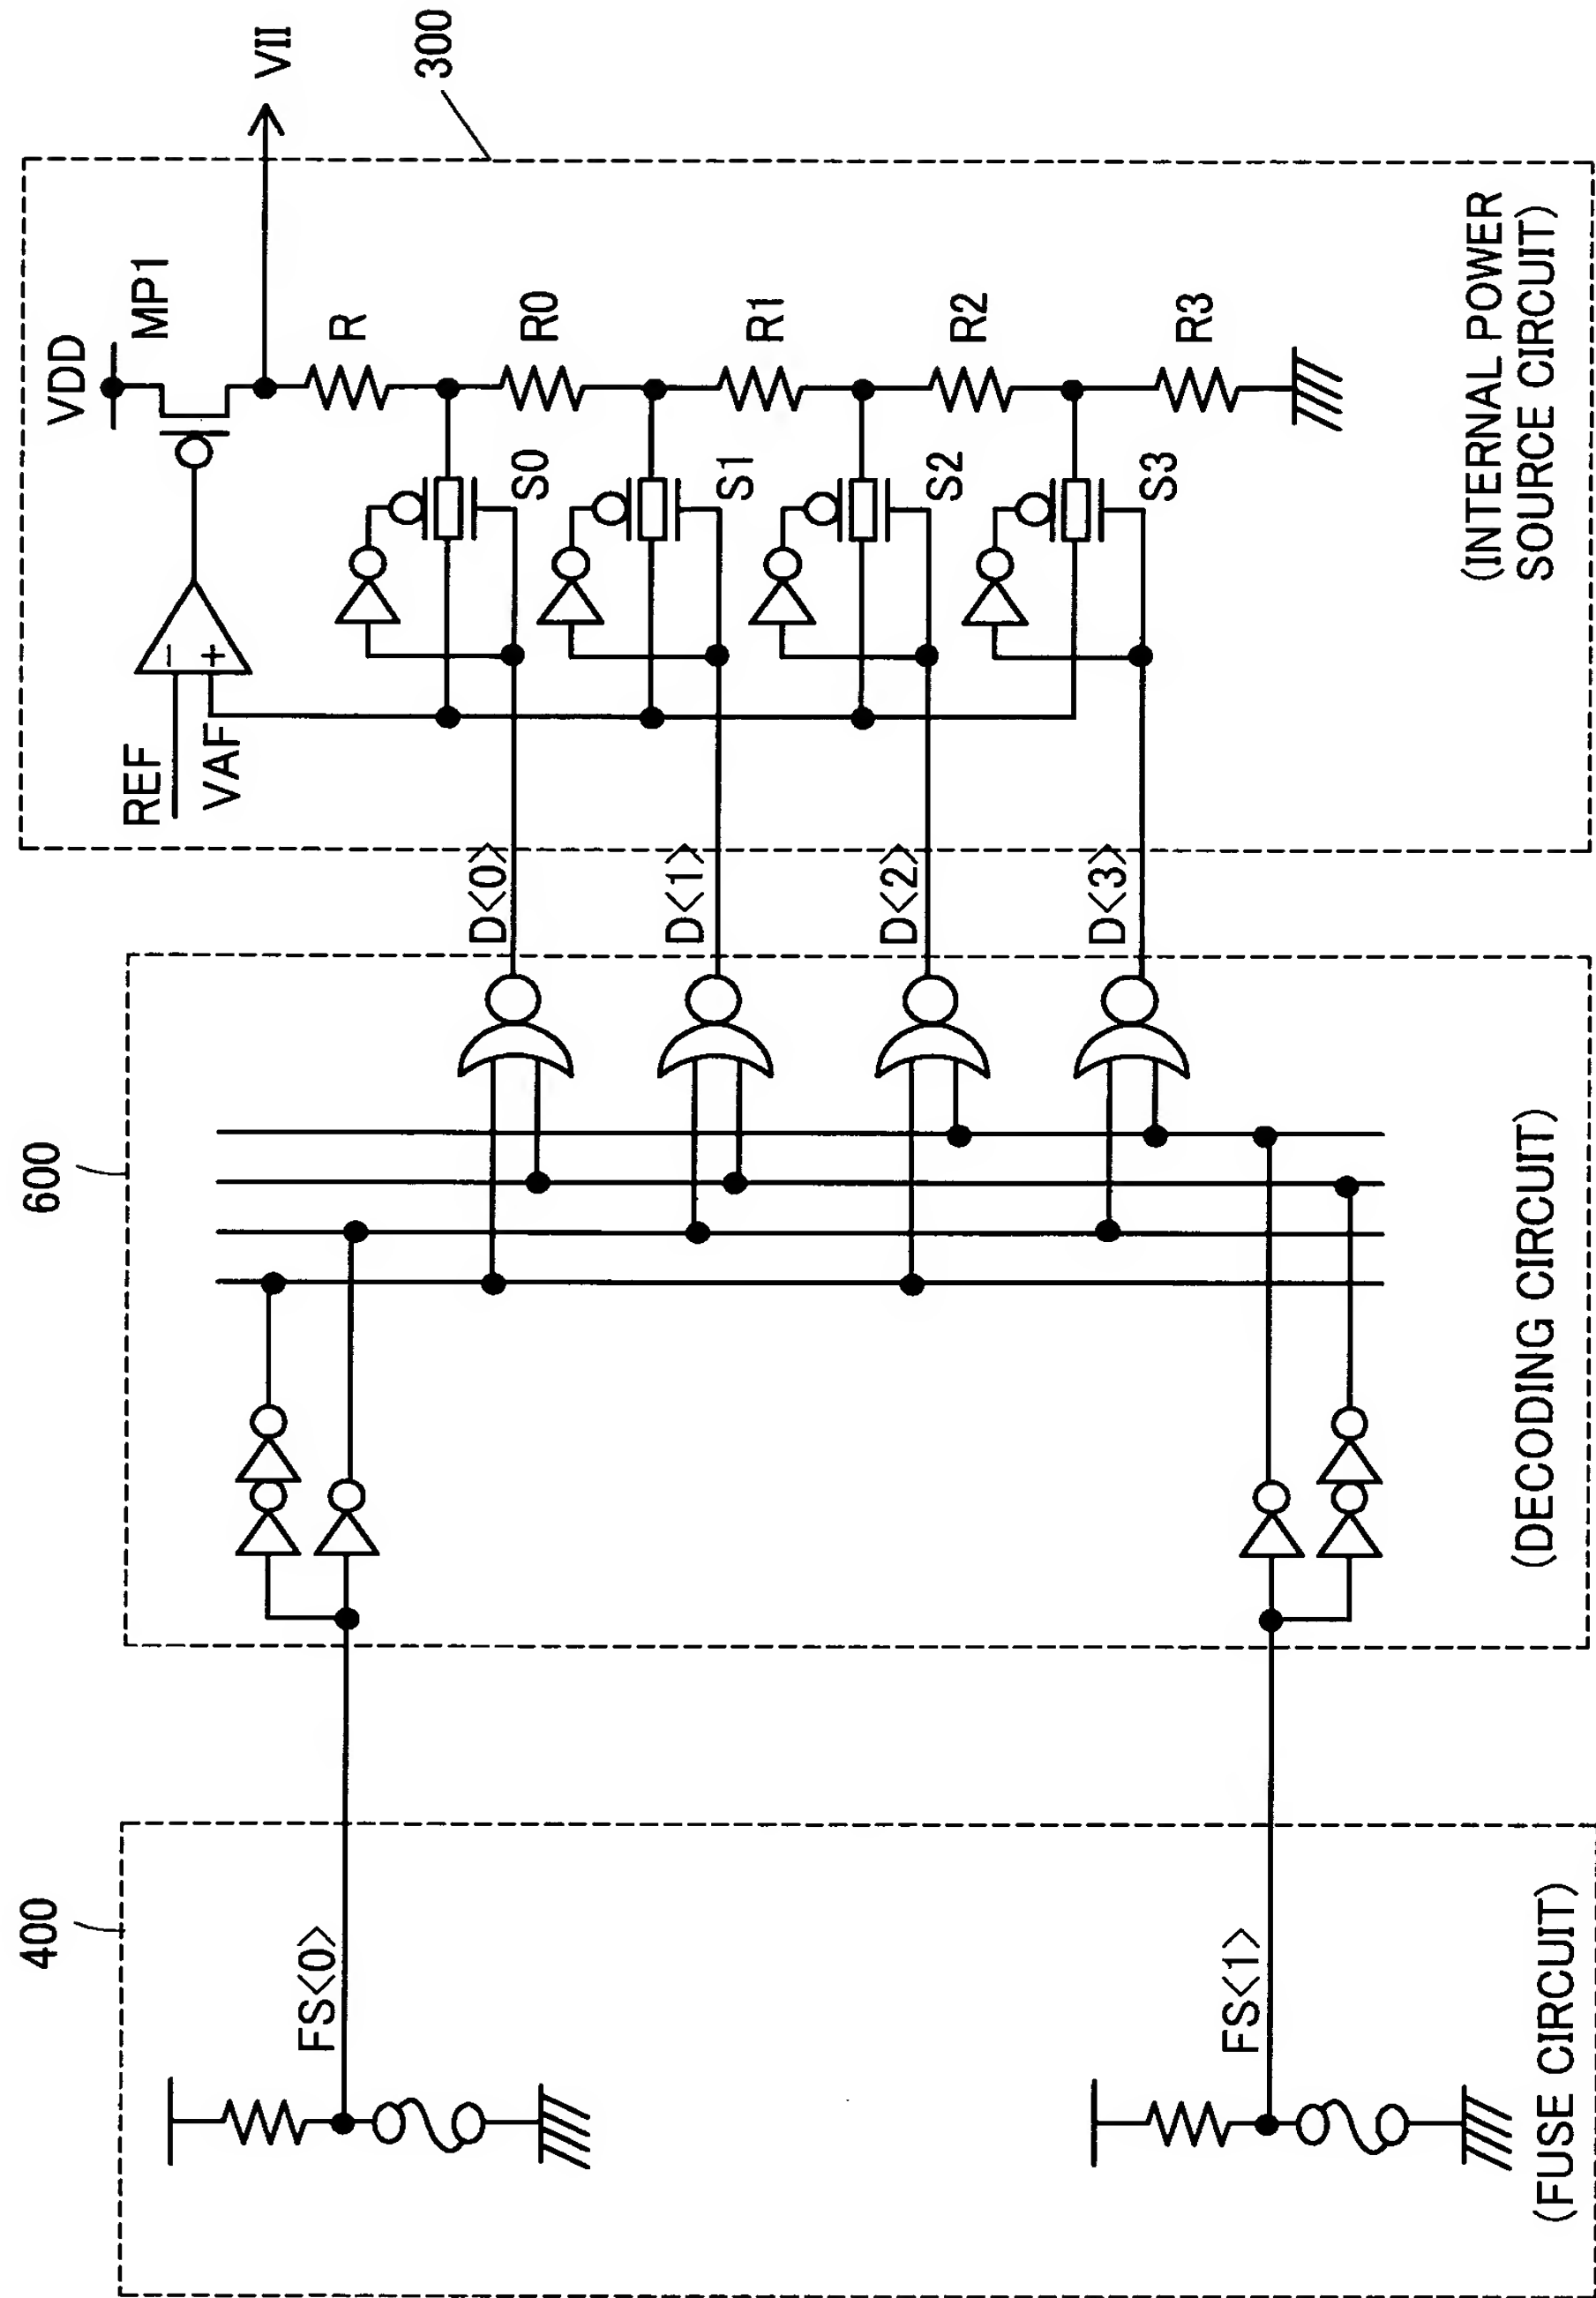 400
FS<0>
FS<1>
(FUSE CIRCUIT)
600
(DECODING CIRCUIT)
D<0>
D<1>
D<2>
D<3>
300
VDD
MP1
VII
REF
VAF
−
+
R
R0
R1
R2
R3
S0
S1
S2
S3
(INTERNAL POWER
SOURCE CIRCUIT)